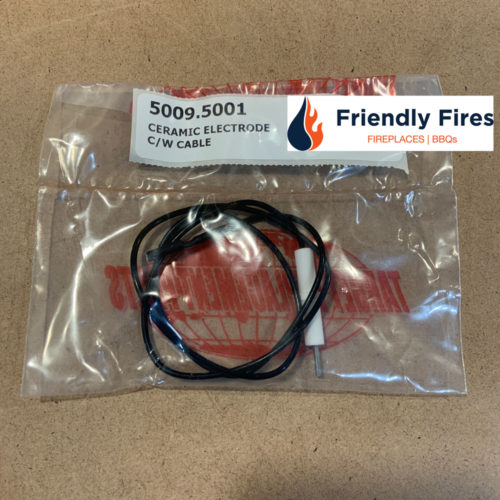 5009.5001
CERAMIC ELECTRODE
C/W CABLE
Friendly Fires
FIREPLACES | BBQs